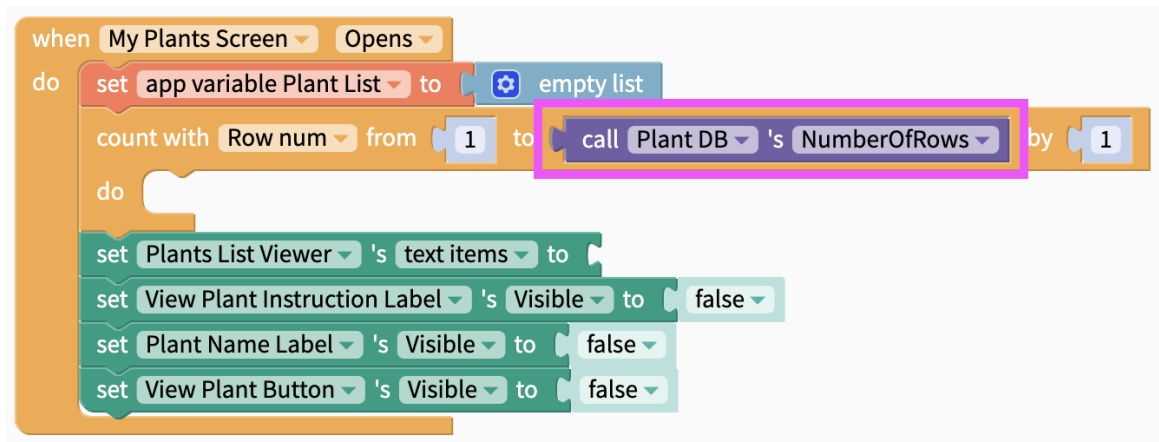 when My Plants Screen Opens
do set app variable Plant List to empty list
count with Row num from 1 to call Plant DB 's NumberOfRows by 1
do
set Plants List Viewer 's text items to
set View Plant Instruction Label 's Visible to false
set Plant Name Label 's Visible to false
set View Plant Button 's Visible to false